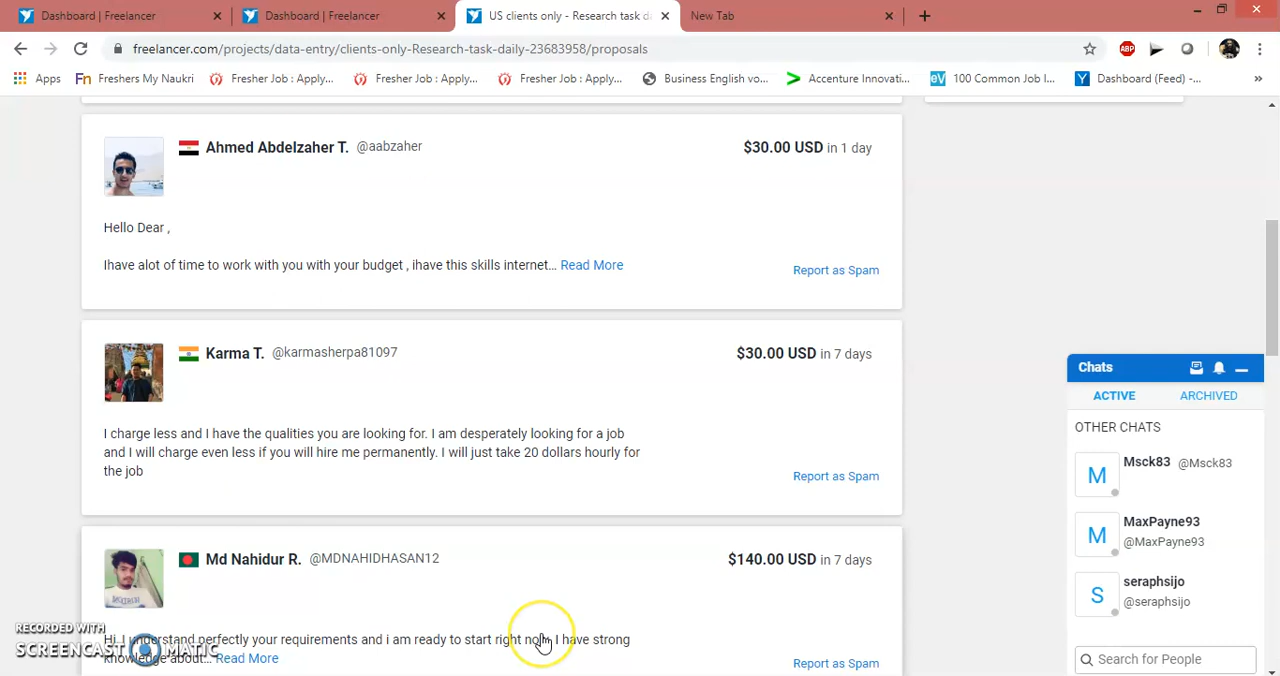 Dashboard | Freelancer
Dashboard | Freelancer
US clients only - Research task da
New Tab
freelancer.com/projects/data-entry/clients-only-Research-task-daily-23683958/proposals
ABP
Apps
Freshers My Naukri
Fresher Job : Apply...
Fresher Job : Apply...
Fresher Job : Apply...
Business English vo...
Accenture Innovati...
100 Common Job I...
Dashboard (Feed) -...
Ahmed Abdelzaher T. @aabzaher
$30.00 USD in 1 day
Hello Dear ,
Ihave alot of time to work with you with your budget , ihave this skills internet... Read More
Report as Spam
Karma T. @karmasherpa81097
$30.00 USD in 7 days
I charge less and I have the qualities you are looking for. I am desperately looking for a job
and I will charge even less if you will hire me permanently. I will just take 20 dollars hourly for
the job
Report as Spam
Md Nahidur R. @MDNAHIDHASAN12
$140.00 USD in 7 days
Hi, I understand perfectly your requirements and i am ready to start right now. I have strong
knowledge about... Read More
Report as Spam
Chats
ACTIVE
ARCHIVED
OTHER CHATS
M
Msck83 @Msck83
M
MaxPayne93
@MaxPayne93
S
seraphsijo
@seraphsijo
Search for People
RECORDED WITH
SCREENCAST MATIC